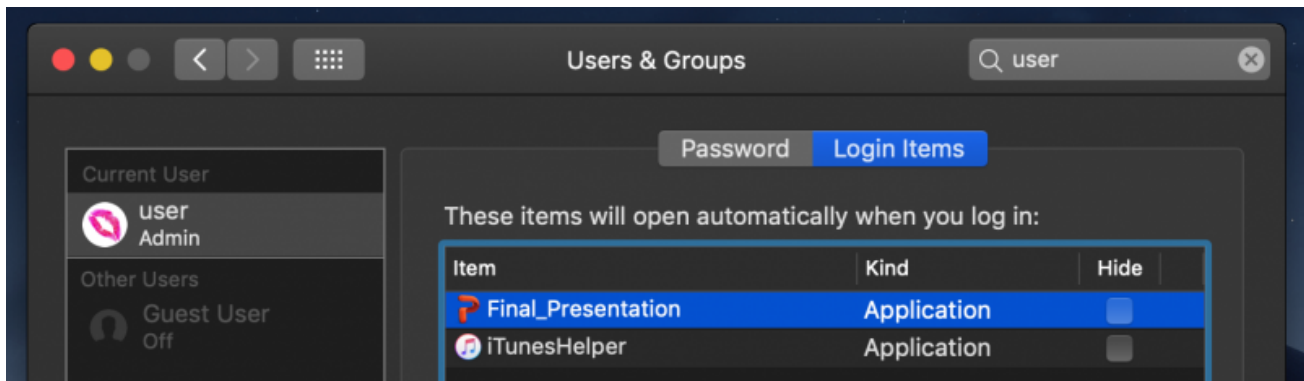 Users & Groups
user
Password
Login Items
Current User
user
Admin
Other Users
Guest User
Off
These items will open automatically when you log in:
Item Kind Hide
Final_Presentation Application
iTunesHelper Application